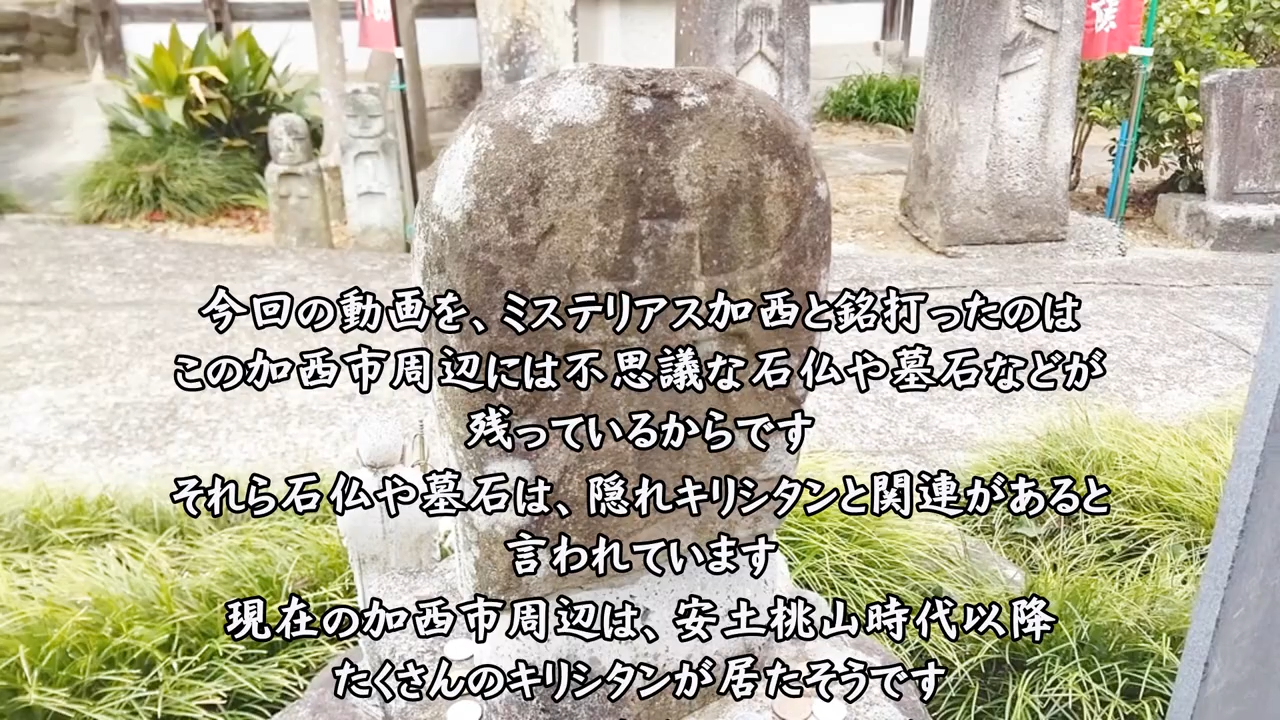 今回の動画を、ミステリアス加西と銘打ったのは
この加西市周辺には不思議な石仏や墓石などが
残っているからです
それら石仏や墓石は、隠れキリシタンと関連があると
言われています
現在の加西市周辺は、安土桃山時代以降
たくさんのキリシタンが居たそうです